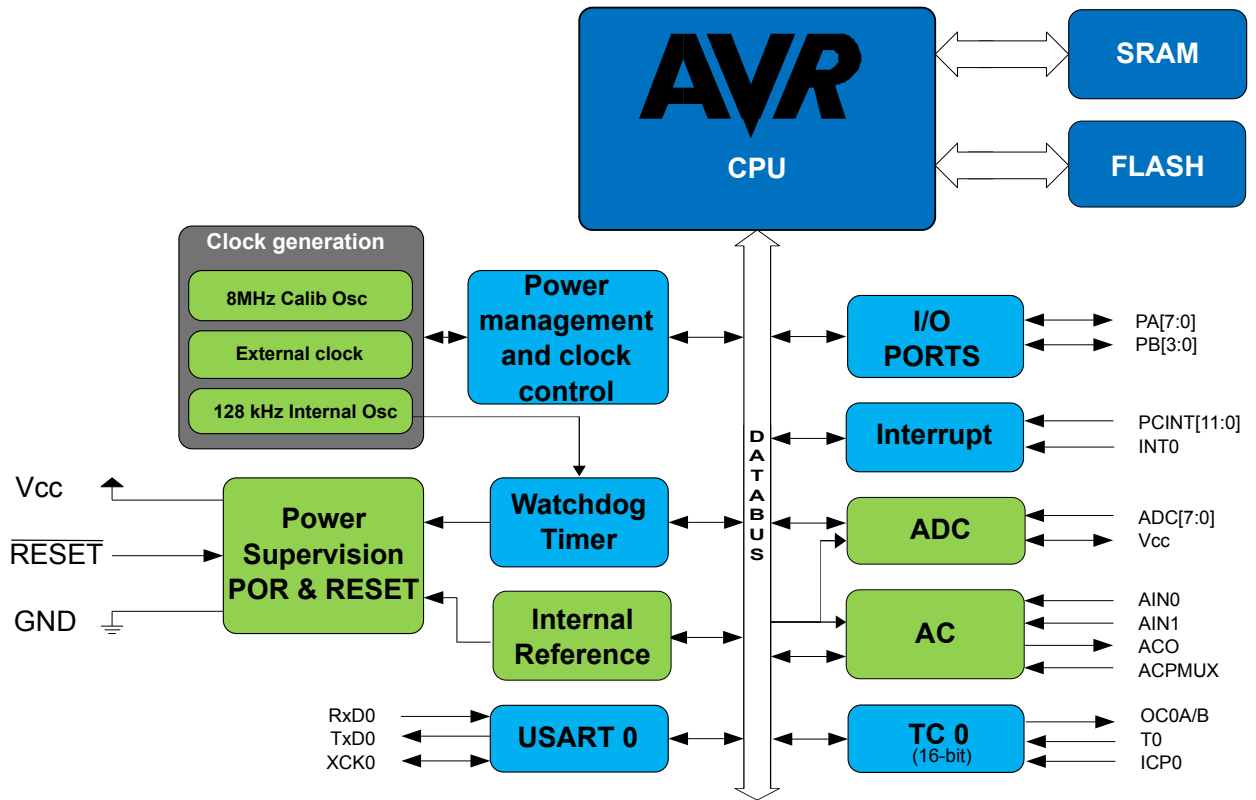 AVR
CPU
SRAM
FLASH
Clock generation
8MHz Calib Osc
External clock
128 kHz Internal Osc
Power
management
and clock
control
I/O
PORTS
PA[7:0]
PB[3:0]
Interrupt
PCINT[11:0]
INT0
DATABUS
Vcc
RESET
GND
Power
Supervision
POR & RESET
Watchdog
Timer
ADC
ADC[7:0]
Vcc
Internal
Reference
AC
AIN0
AIN1
ACO
ACPMUX
RxD0
TxD0
XCK0
USART 0
TC 0
(16-bit)
OC0A/B
T0
ICP0